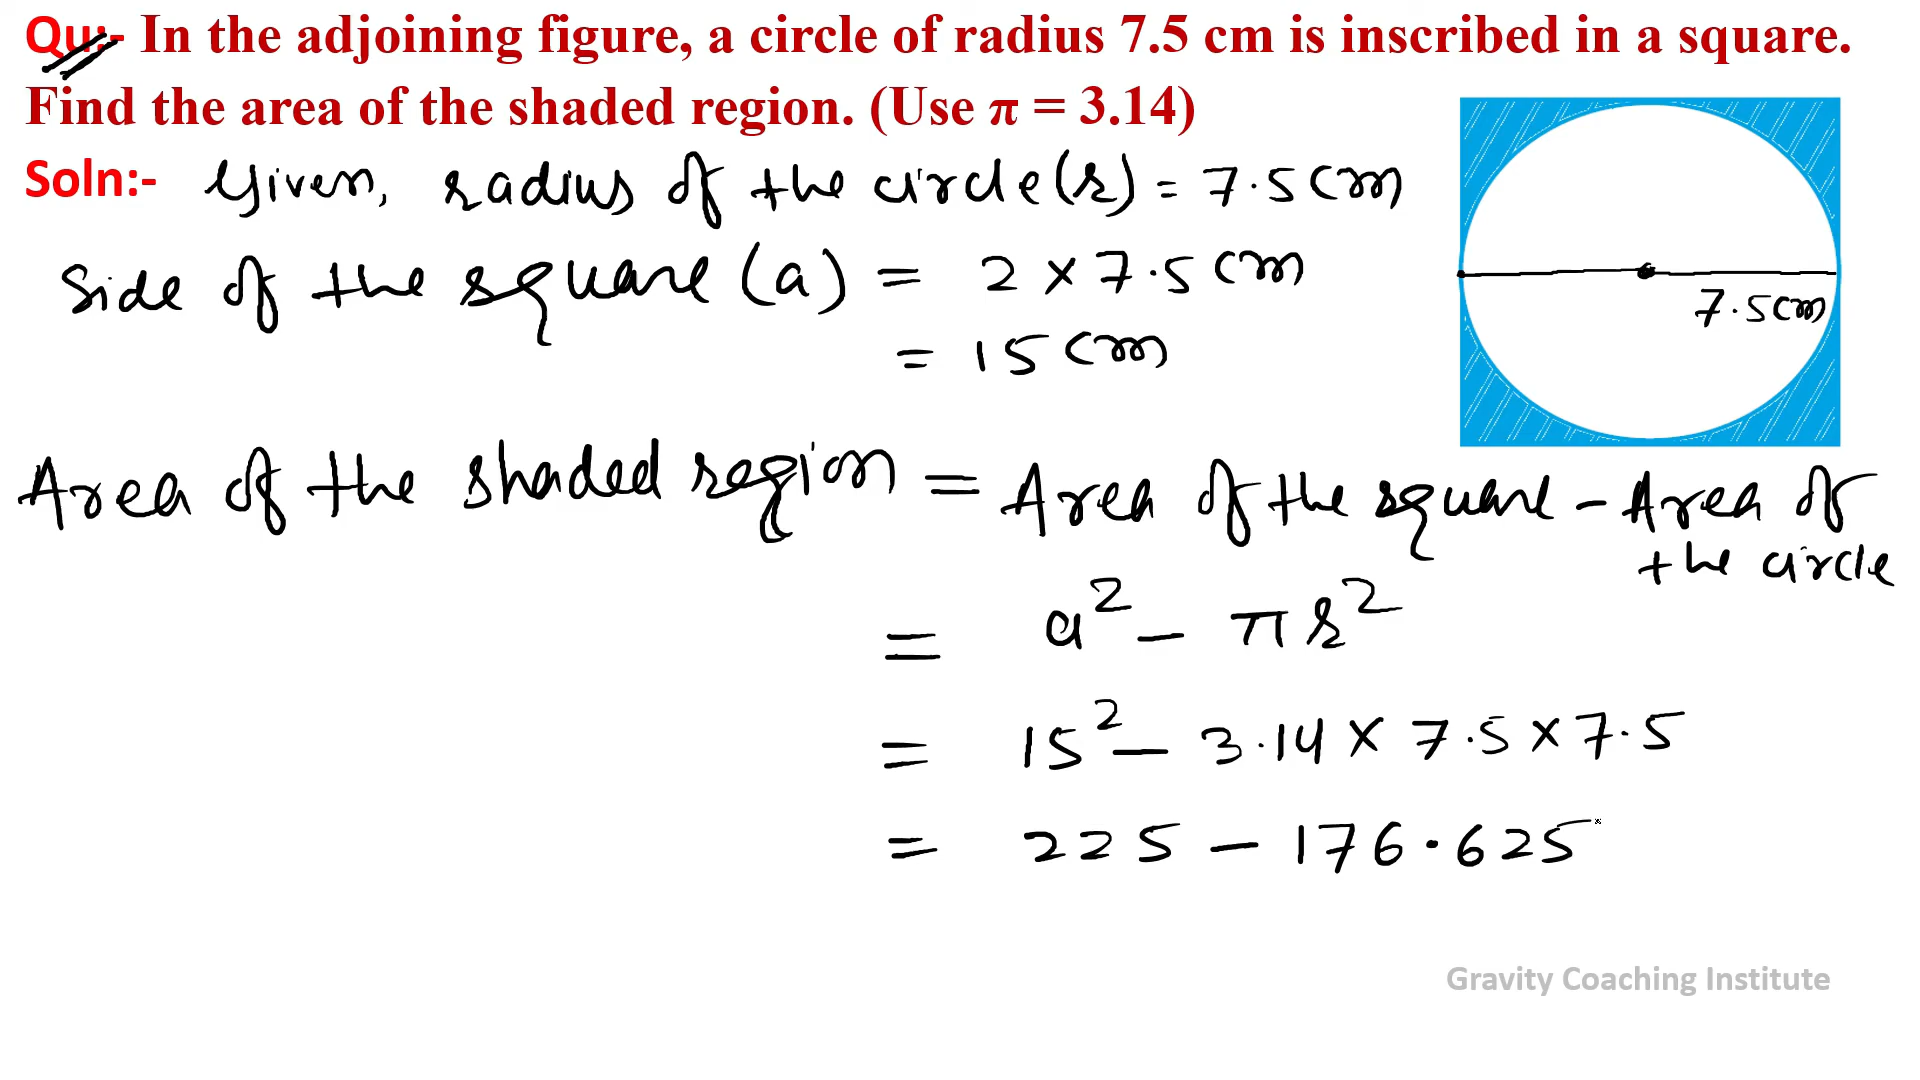 Qu:- In the adjoining figure, a circle of radius 7.5 cm is inscribed in a square.
Find the area of the shaded region. (Use π = 3.14)
Soln:- Given, radius of the circle (r) = 7.5 cm
Side of the square (a) = 2 × 7.5 cm
= 15 cm
7.5 cm
Area of the shaded region = Area of the square - Area of
the circle
= a² - πr²
= 15² - 3.14 × 7.5 × 7.5
= 225 - 176.625
Gravity Coaching Institute